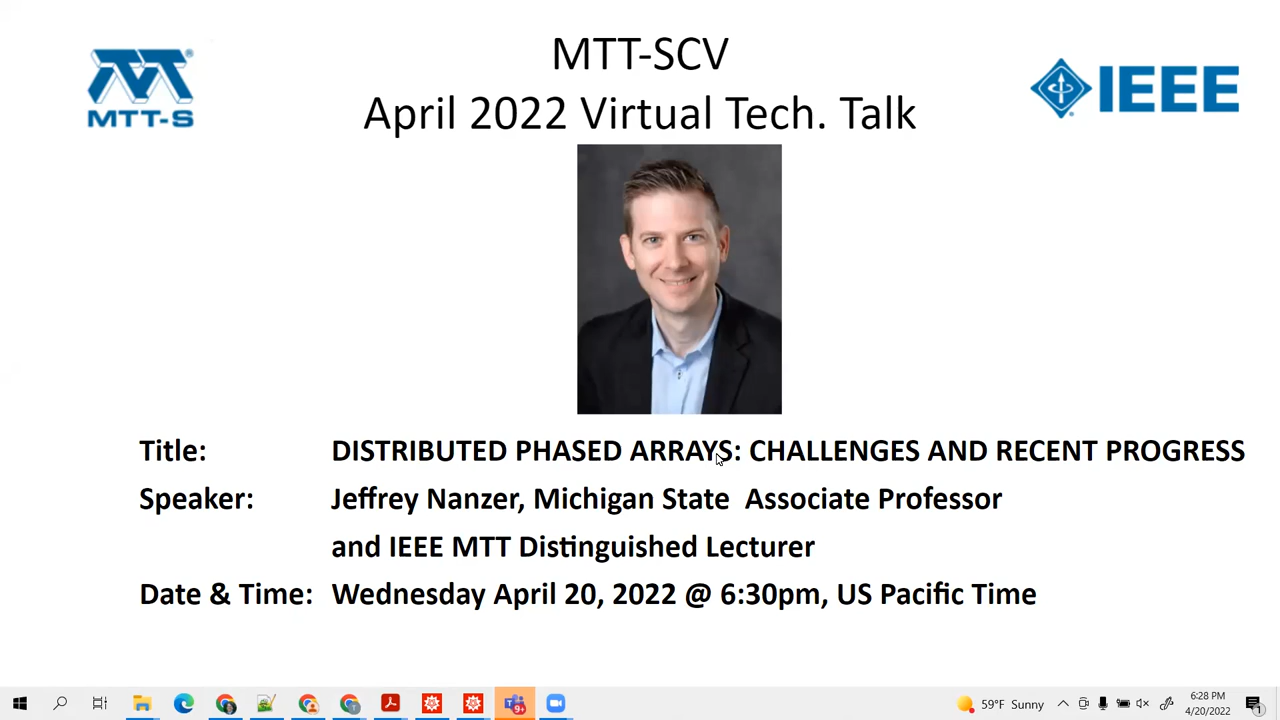 MTT-SCV
April 2022 Virtual Tech. Talk
MTT-S
IEEE
Title: DISTRIBUTED PHASED ARRAYS: CHALLENGES AND RECENT PROGRESS
Speaker: Jeffrey Nanzer, Michigan State Associate Professor
and IEEE MTT Distinguished Lecturer
Date & Time: Wednesday April 20, 2022 @ 6:30pm, US Pacific Time
9+
59°F Sunny
6:28 PM
4/20/2022
1